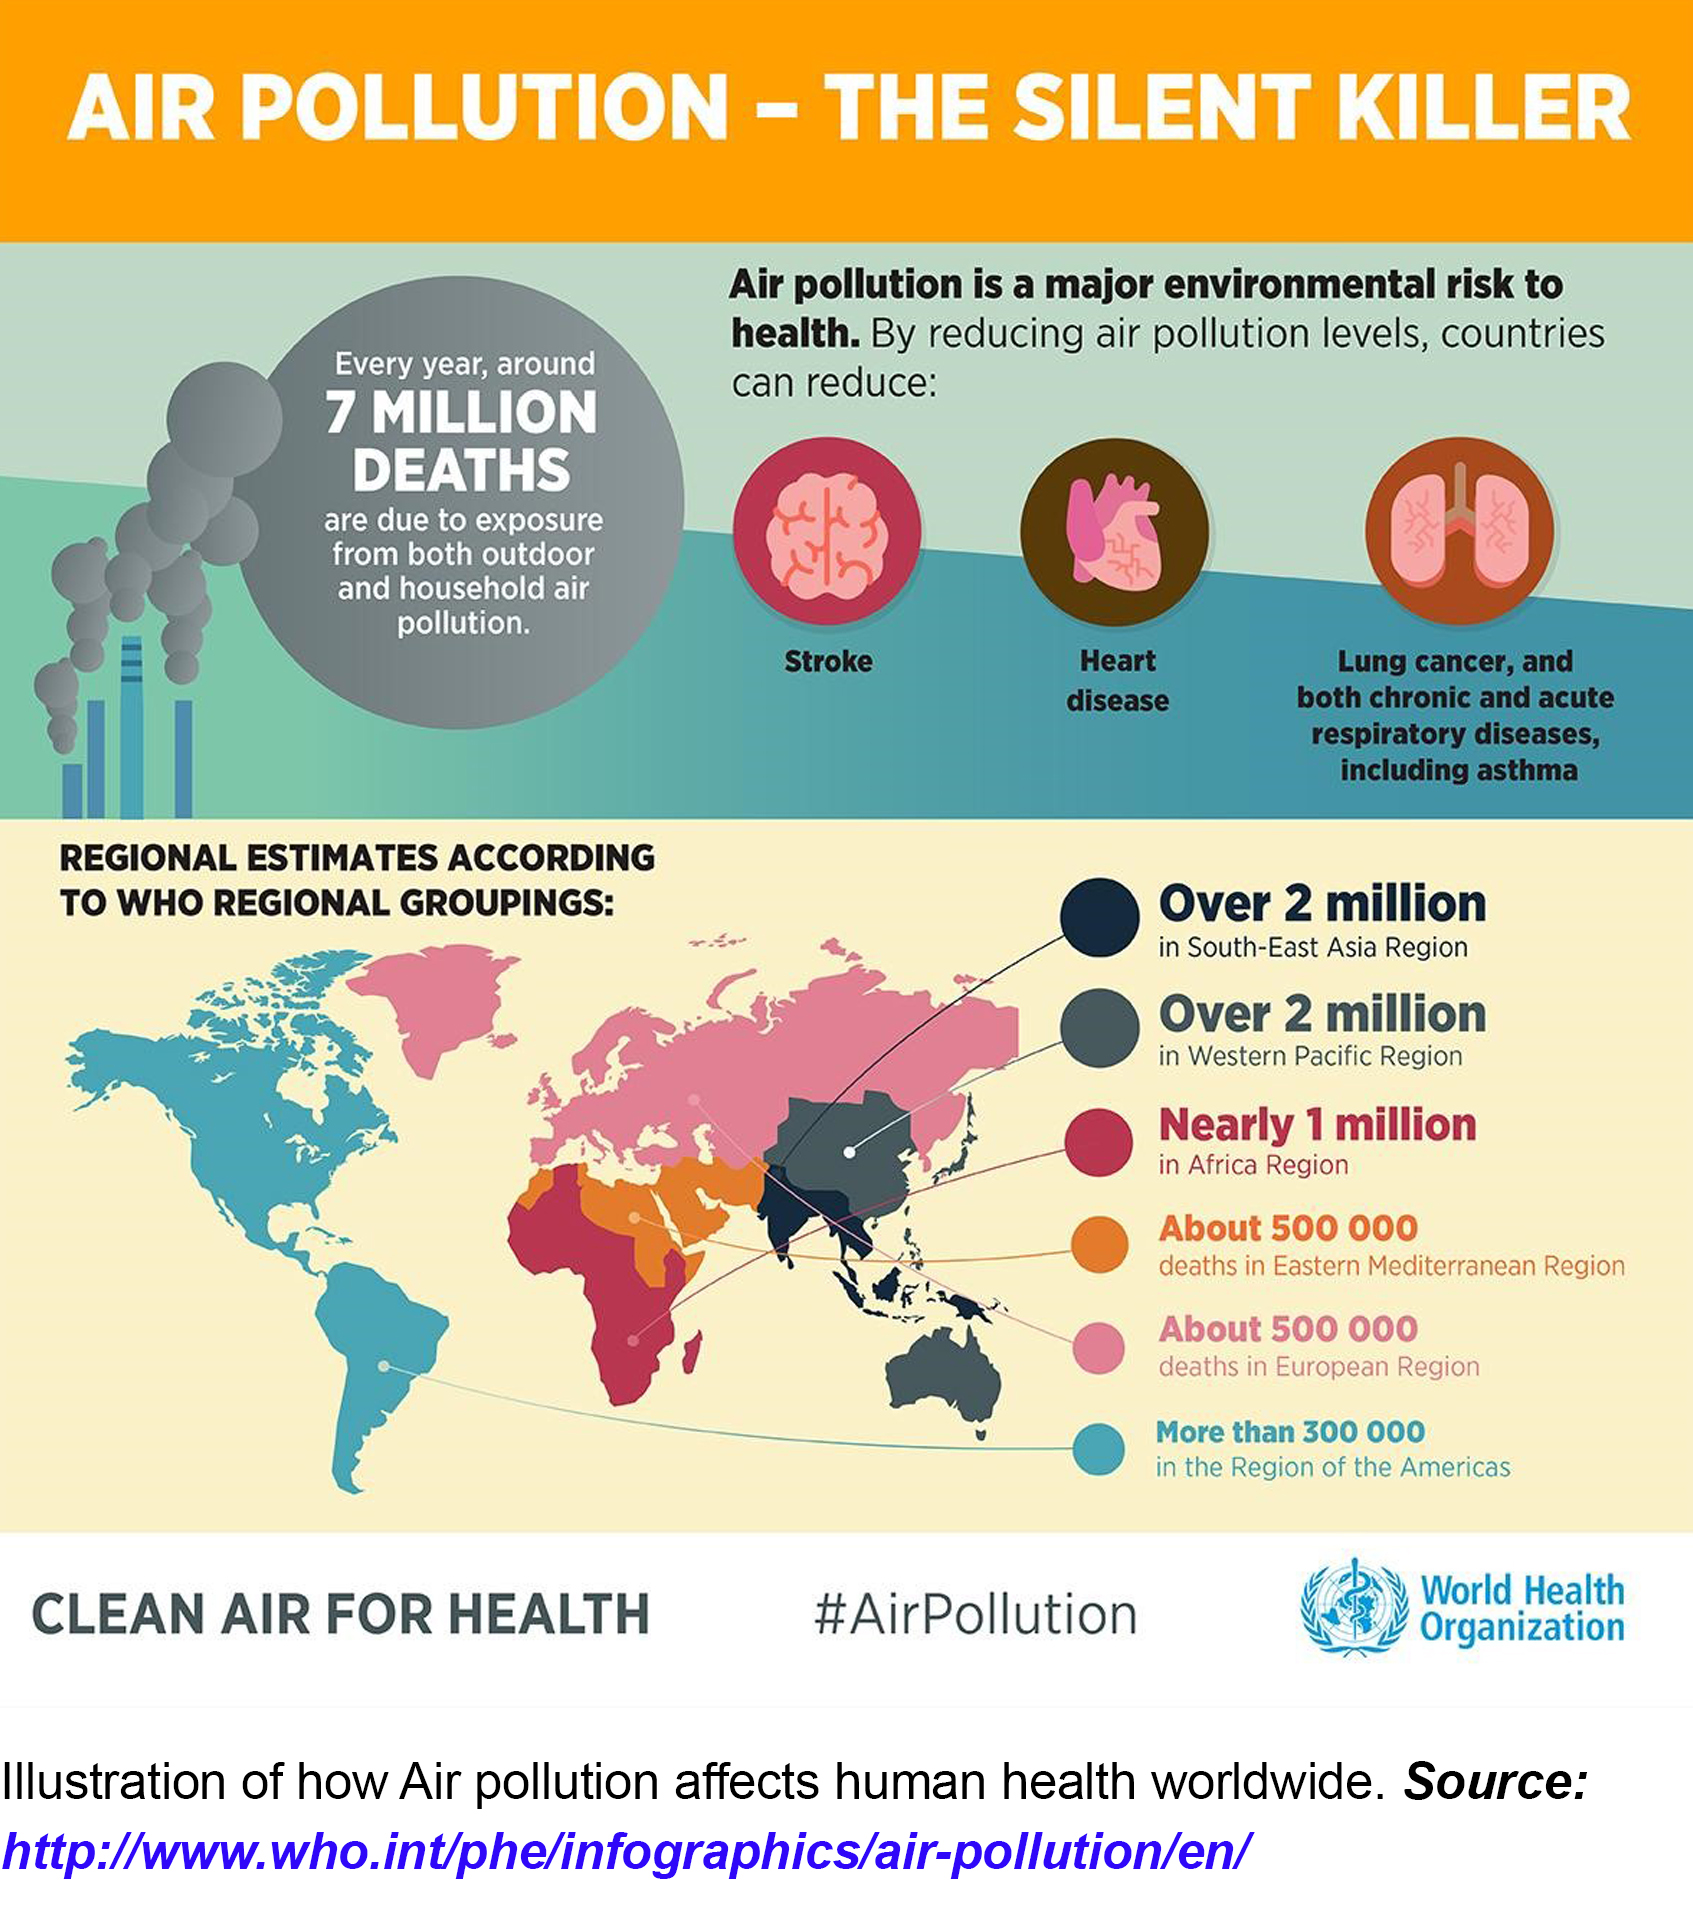 AIR POLLUTION – THE SILENT KILLER
Every year, around
7 MILLION
DEATHS
are due to exposure
from both outdoor
and household air
pollution.
Air pollution is a major environmental risk to
health. By reducing air pollution levels, countries
can reduce:
Stroke
Heart
disease
Lung cancer, and
both chronic and acute
respiratory diseases,
including asthma
REGIONAL ESTIMATES ACCORDING
TO WHO REGIONAL GROUPINGS:
Over 2 million
in South-East Asia Region
Over 2 million
in Western Pacific Region
Nearly 1 million
in Africa Region
About 500 000
deaths in Eastern Mediterranean Region
About 500 000
deaths in European Region
More than 300 000
in the Region of the Americas
CLEAN AIR FOR HEALTH
#AirPollution
World Health
Organization
Illustration of how Air pollution affects human health worldwide. Source:
http://www.who.int/phe/infographics/air-pollution/en/